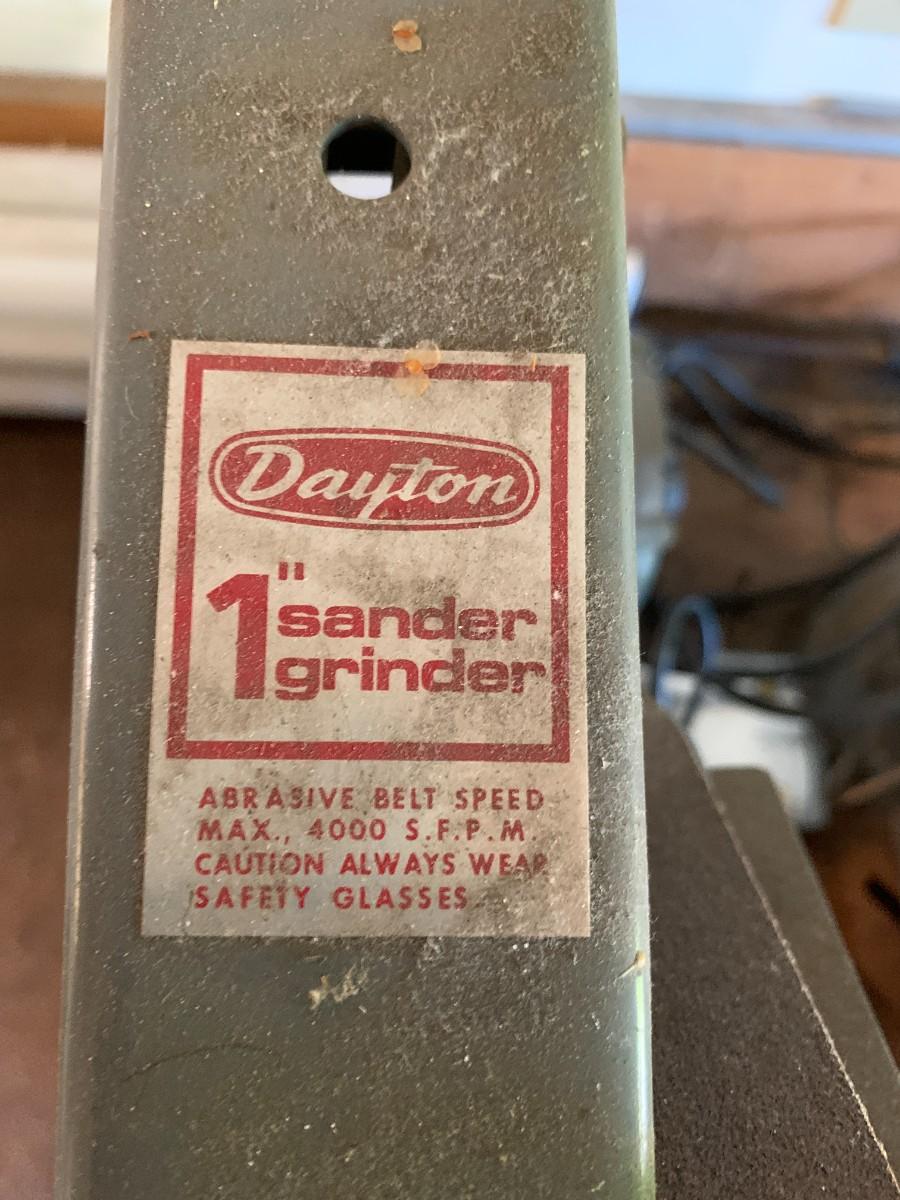 Dayton
1" sander
grinder
ABRASIVE BELT SPEED
MAX., 4000 S.F.P.M.
CAUTION ALWAYS WEAR
SAFETY GLASSES.